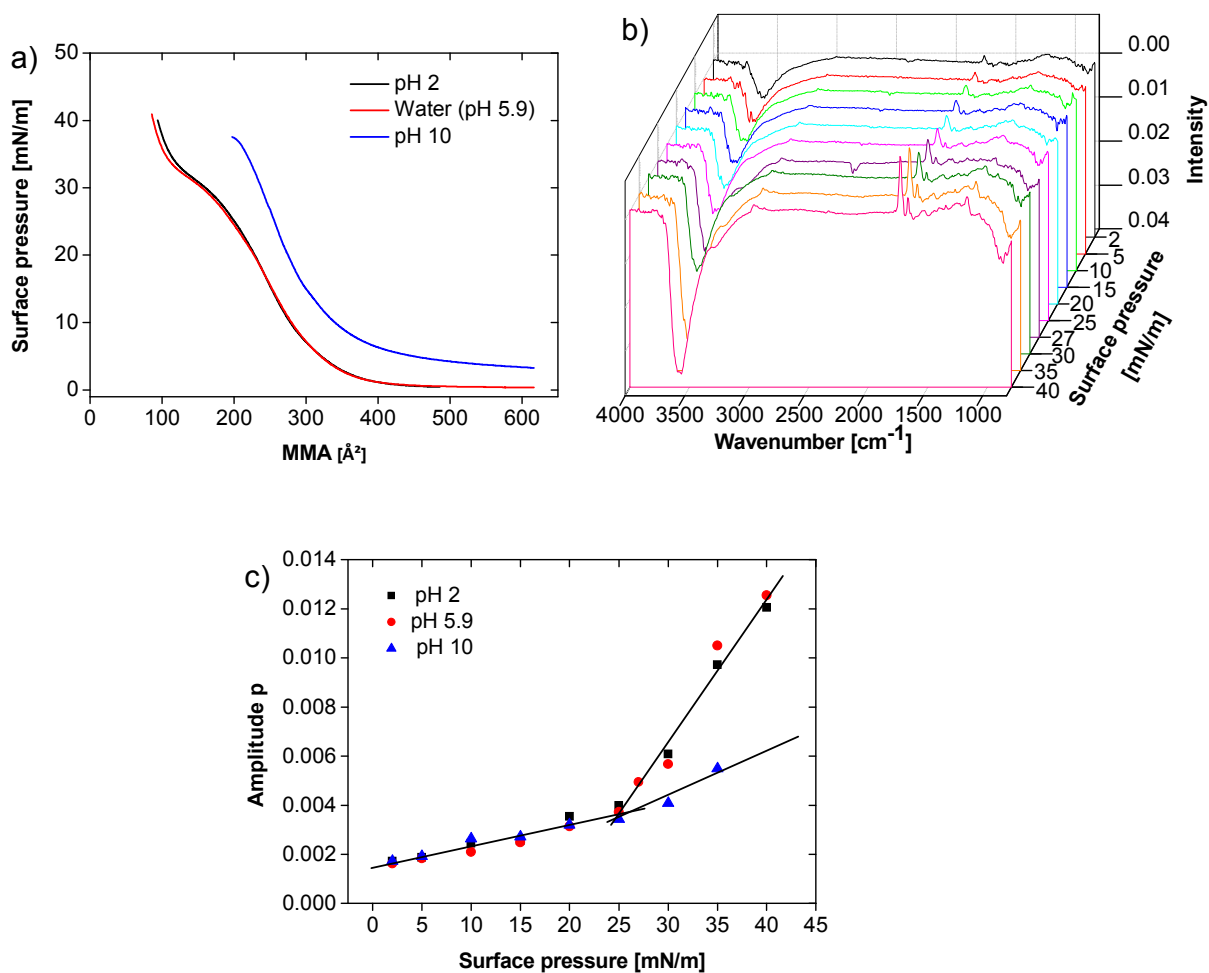 a)
50
40
30
20
10
0
Surface pressure [mN/m]
pH 2
Water (pH 5.9)
pH 10
0 100 200 300 400 500 600
MMA [Å²]
b)
0.00
0.01
0.02
0.03
0.04
Intensity
2
5
10
15
20
25
27
30
35
40
Surface pressure
[mN/m]
4000 3500 3000 2500 2000 1500 1000
Wavenumber [cm⁻¹]
c)
0.014
0.012
0.010
0.008
0.006
0.004
0.002
0.000
Amplitude p
pH 2
pH 5.9
pH 10
0 5 10 15 20 25 30 35 40 45
Surface pressure [mN/m]